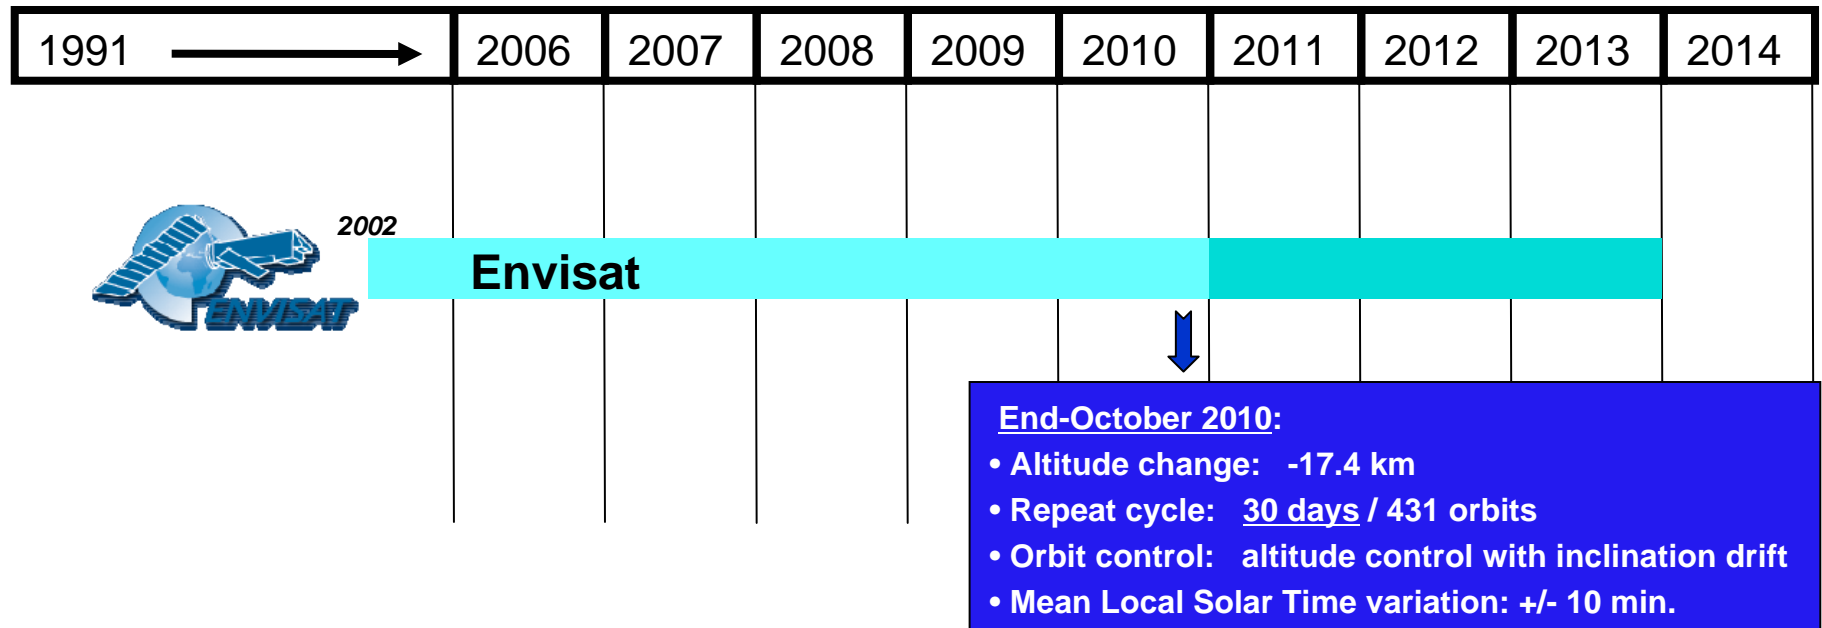 1991 2006 2007 2008 2009 2010 2011 2012 2013 2014
2002
Envisat
ENVISAT
End-October 2010:
• Altitude change: -17.4 km
• Repeat cycle: 30 days / 431 orbits
• Orbit control: altitude control with inclination drift
• Mean Local Solar Time variation: +/- 10 min.